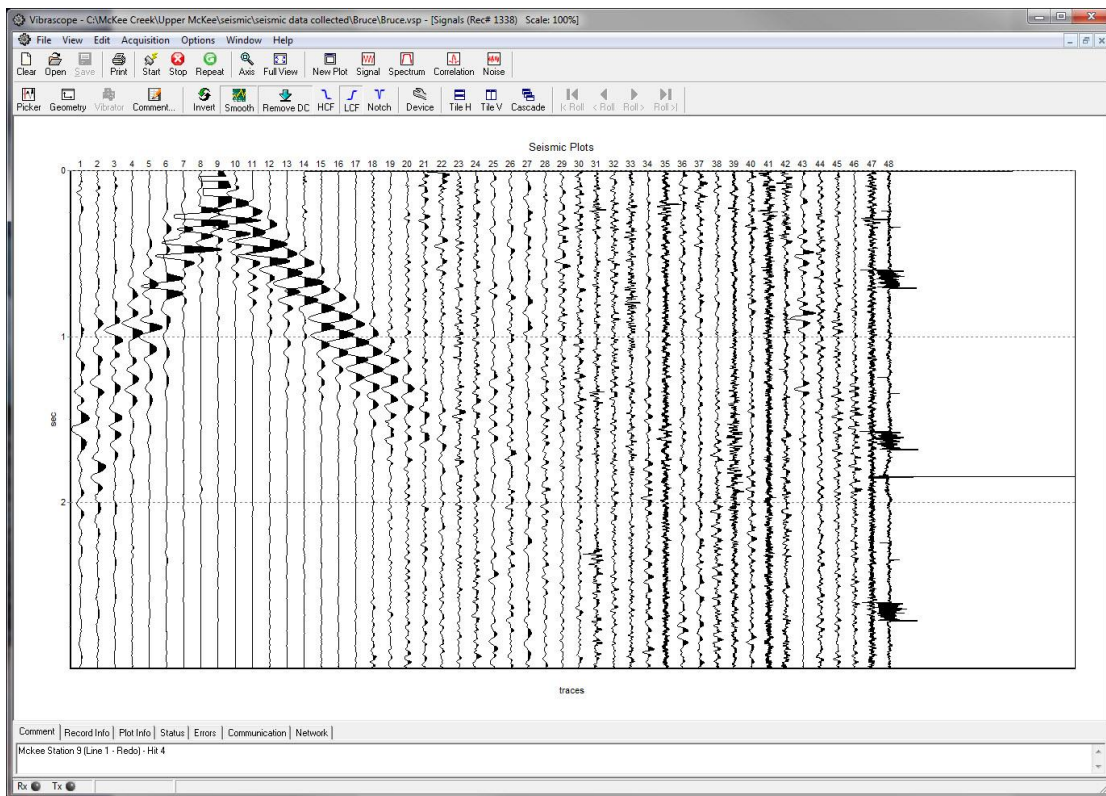 Vibrascope - C:\McKee Creek\Upper McKee\seismic\seismic data collected\Bruce\Bruce.vsp - [Signals (Rec# 1338)  Scale: 100%]
File View Edit Acquisition Options Window Help
Clear Open Save Print Start Stop Repeat Axis Full View New Plot Signal Spectrum Correlation Noise
Picker Geometry Vibrator Comment... Invert Smooth Remove DC HCF LCF Notch Device Tile H Tile V Cascade |< Roll < Roll Roll > Roll >|
Seismic Plots
1 2 3 4 5 6 7 8 9 10 11 12 13 14 15 16 17 18 19 20 21 22 23 24 25 26 27 28 29 30 31 32 33 34 35 36 37 38 39 40 41 42 43 44 45 46 47 48
0
1
sec
2
traces
Comment Record Info Plot Info Status Errors Communication Network
Mckee Station 9 (Line 1 - Redo) - Hit 4
Rx Tx